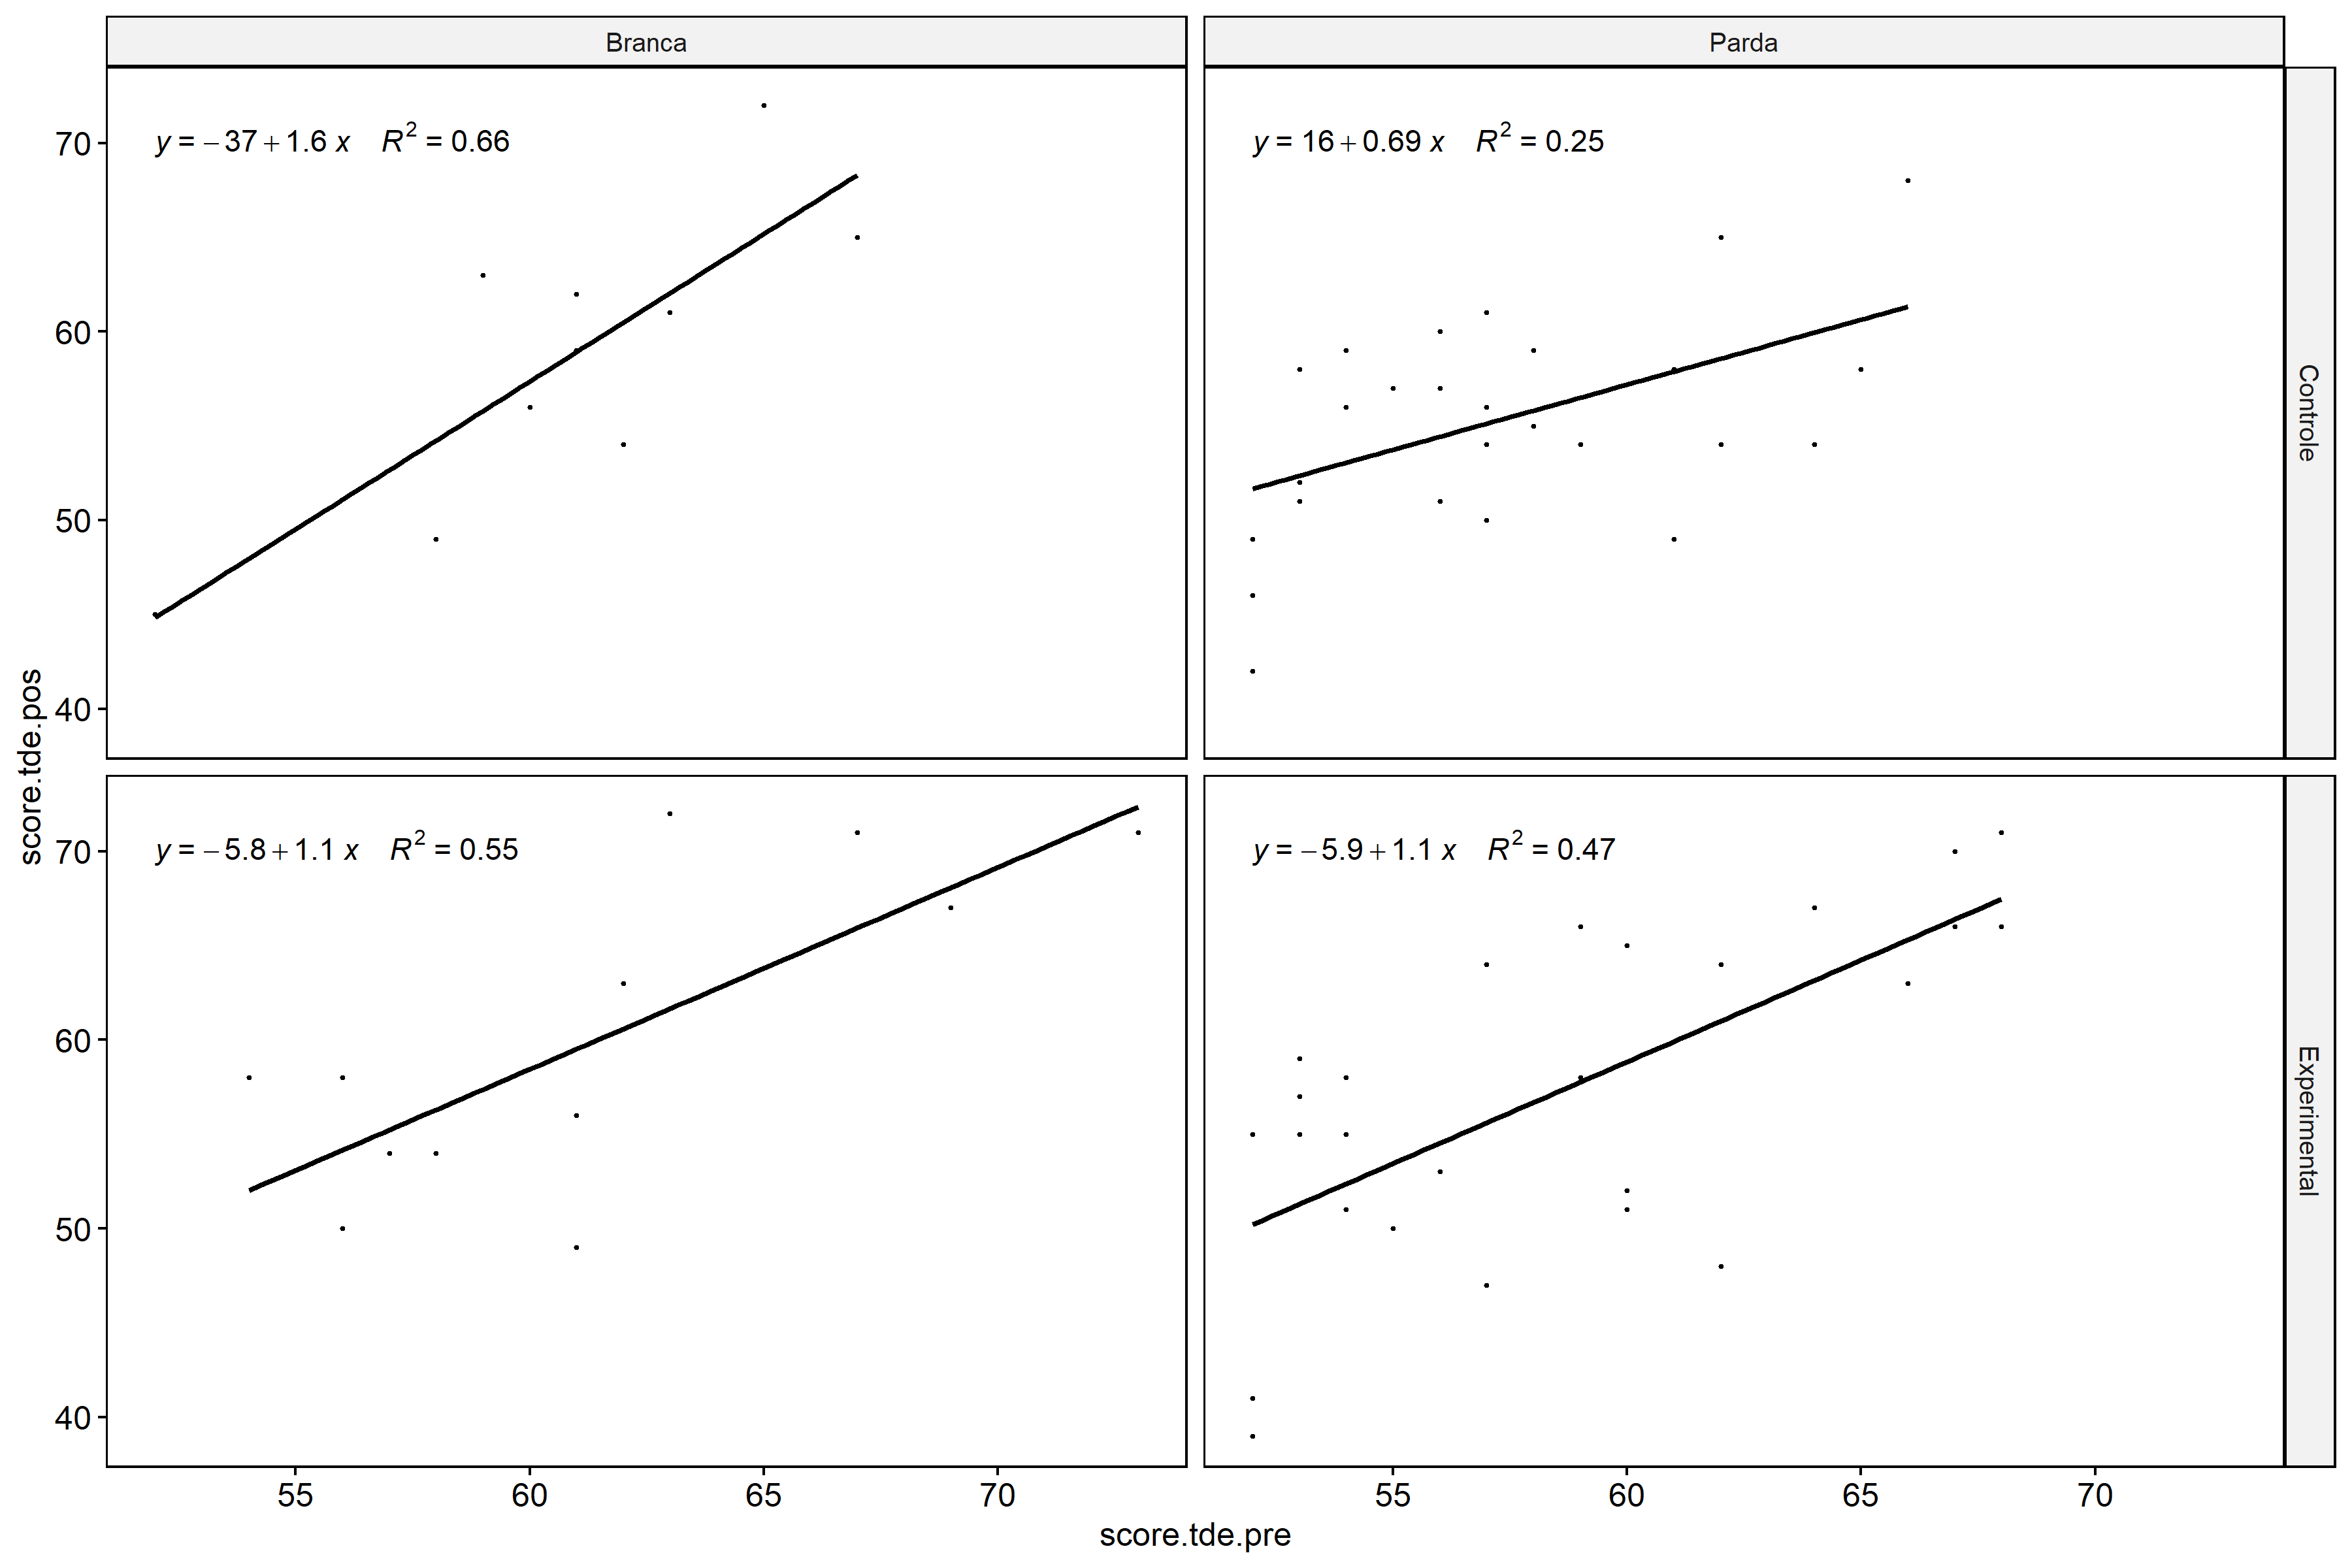 Branca
Parda
y = −37 + 1.6 x R² = 0.66
y = 16 + 0.69 x R² = 0.25
70
60
50
40
Controle
score.tde.pos
y = −5.8 + 1.1 x R² = 0.55
y = −5.9 + 1.1 x R² = 0.47
70
60
50
40
Experimental
55 60 65 70
55 60 65 70
score.tde.pre